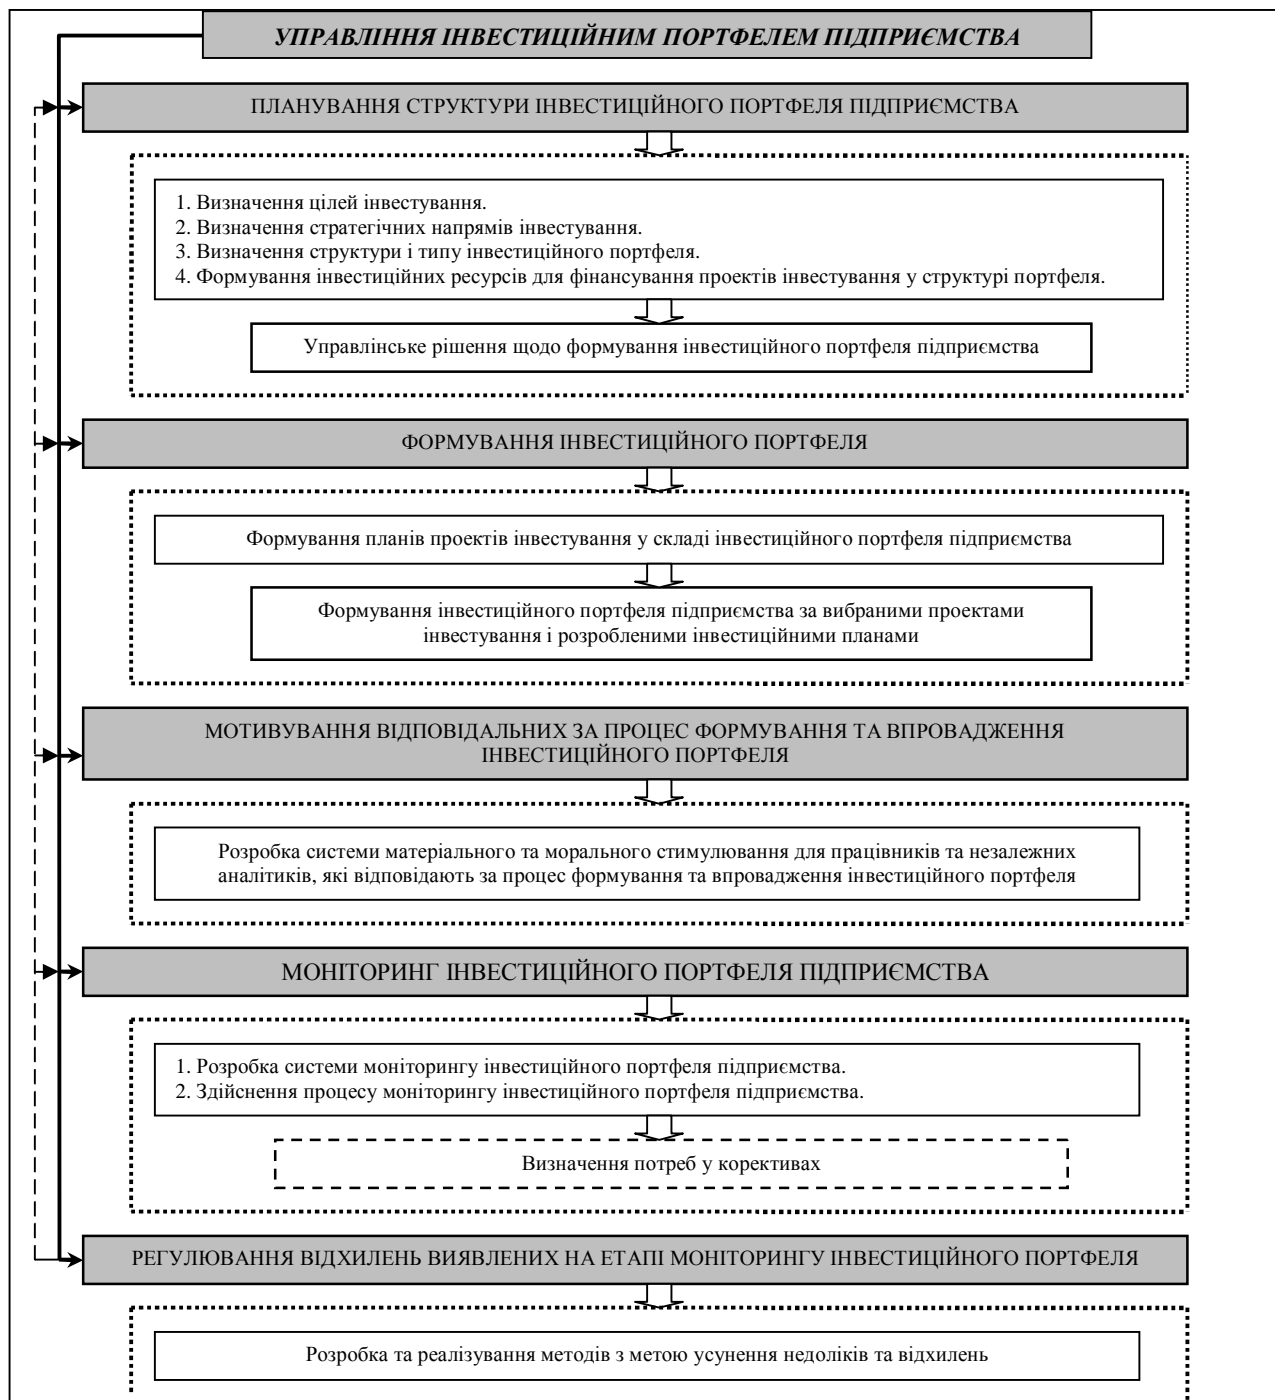 УПРАВЛІННЯ ІНВЕСТИЦІЙНИМ ПОРТФЕЛЕМ ПІДПРИЄМСТВА
ПЛАНУВАННЯ СТРУКТУРИ ІНВЕСТИЦІЙНОГО ПОРТФЕЛЯ ПІДПРИЄМСТВА
1. Визначення цілей інвестування.
2. Визначення стратегічних напрямів інвестування.
3. Визначення структури і типу інвестиційного портфеля.
4. Формування інвестиційних ресурсів для фінансування проектів інвестування у структурі портфеля.
Управлінське рішення щодо формування інвестиційного портфеля підприємства
ФОРМУВАННЯ ІНВЕСТИЦІЙНОГО ПОРТФЕЛЯ
Формування планів проектів інвестування у складі інвестиційного портфеля підприємства
Формування інвестиційного портфеля підприємства за вибраними проектами
інвестування і розробленими інвестиційними планами
МОТИВУВАННЯ ВІДПОВІДАЛЬНИХ ЗА ПРОЦЕС ФОРМУВАННЯ ТА ВПРОВАДЖЕННЯ
ІНВЕСТИЦІЙНОГО ПОРТФЕЛЯ
Розробка системи матеріального та морального стимулювання для працівників та незалежних
аналітиків, які відповідають за процес формування та впровадження інвестиційного портфеля
МОНІТОРИНГ ІНВЕСТИЦІЙНОГО ПОРТФЕЛЯ ПІДПРИЄМСТВА
1. Розробка системи моніторингу інвестиційного портфеля підприємства.
2. Здійснення процесу моніторингу інвестиційного портфеля підприємства.
Визначення потреб у корективах
РЕГУЛЮВАННЯ ВІДХИЛЕНЬ ВИЯВЛЕНИХ НА ЕТАПІ МОНІТОРИНГУ ІНВЕСТИЦІЙНОГО ПОРТФЕЛЯ
Розробка та реалізування методів з метою усунення недоліків та відхилень